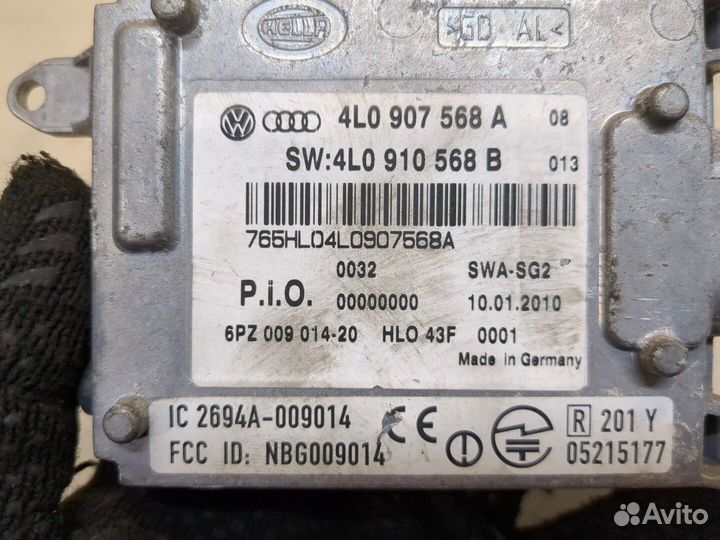 HELLA
>GD AL<
4L0 907 568 A 08
SW:4L0 910 568 B 013
765HL04L0907568A
0032 SWA-SG2
P.i.O. 00000000 10.01.2010
6PZ 009 014-20 HLO 43F 0001
Made in Germany
IC 2694A-009014
FCC ID: NBG009014
CE
R 201 Y
05215177
Avito